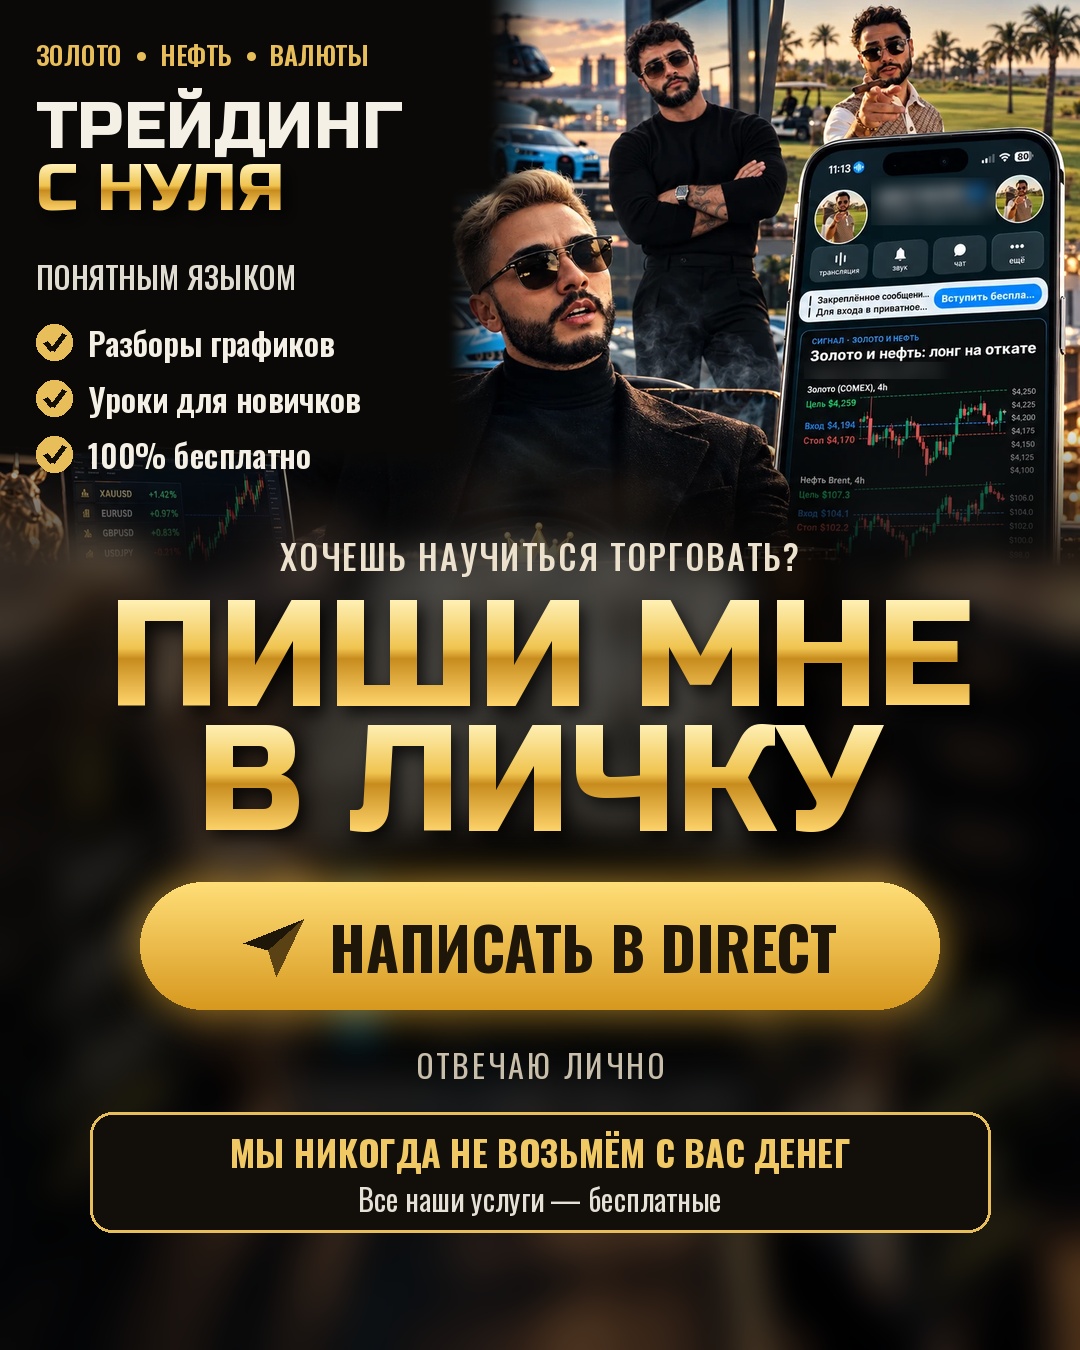 ЗОЛОТО • НЕФТЬ • ВАЛЮТЫ
ТРЕЙДИНГ
С НУЛЯ
ПОНЯТНЫМ ЯЗЫКОМ
Разборы графиков
Уроки для новичков
100% бесплатно
XAUUSD +1.42%
EURUSD +0.97%
GBPUSD +0.83%
USDJPY
11:13
80
трансляция
звук
чат
ещё
Закреплённое сообщени...
Для входа в приватное...
Вступить беспла...
СИГНАЛ • ЗОЛОТО И НЕФТЬ
Золото и нефть: лонг на откате
Золото (COMEX), 4h
Цель $4,259
Вход $4,194
Стоп $4,170
$4,250
$4,225
$4,200
$4,175
$4,150
$4,125
$4,100
Нефть Brent, 4h
Цель $107.3
Вход $104.1
Стоп $102.2
$106.0
$104.0
$102.0
$100.0
ХОЧЕШЬ НАУЧИТЬСЯ ТОРГОВАТЬ?
ПИШИ МНЕ
В ЛИЧКУ
НАПИСАТЬ В DIRECT
ОТВЕЧАЮ ЛИЧНО
МЫ НИКОГДА НЕ ВОЗЬМЁМ С ВАС ДЕНЕГ
Все наши услуги — бесплатные